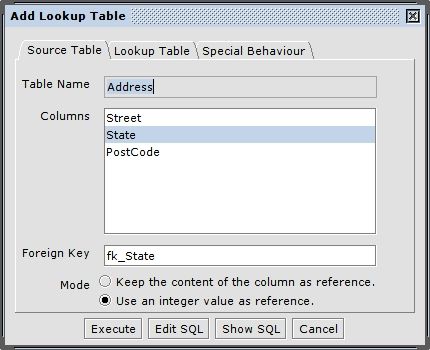 Add Lookup Table
Source Table Lookup Table Special Behaviour
Table Name Address
Columns Street
State
PostCode
Foreign Key fk_State
Mode Keep the content of the column as reference.
Use an integer value as reference.
Execute Edit SQL Show SQL Cancel